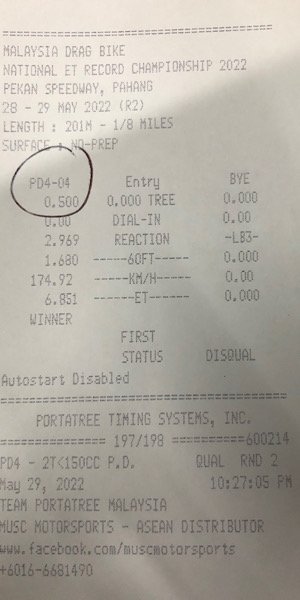 ================================
MALAYSIA DRAG BIKE
NATIONAL ET RECORD CHAMPIONSHIP 2022
PEKAN SPEEDWAY, PAHANG
28 - 29 MAY 2022 (R2)
LENGTH : 201M - 1/8 MILES
SURFACE : NO-PREP
PD4-04 Entry BYE
0.500 0.000 TREE 0.000
0.00 DIAL-IN 0.00
2.969 REACTION -LB3-
1.680 -----60FT----- 0.000
174.92 -----KM/H----- 0.00
6.851 ------ET------ 0.000
WINNER
FIRST
STATUS DISQUAL
Autostart Disabled
================================
PORTATREE TIMING SYSTEMS, INC.
============== 197/198 ==========600214
PD4 - 2T<150CC P.D. QUAL RND 2
May 29, 2022 10:27:05 PM
TEAM PORTATREE MALAYSIA
MUSC MOTORSPORTS - ASEAN DISTRIBUTOR
www.facebook.com/muscmotorsports
+6016-6681490